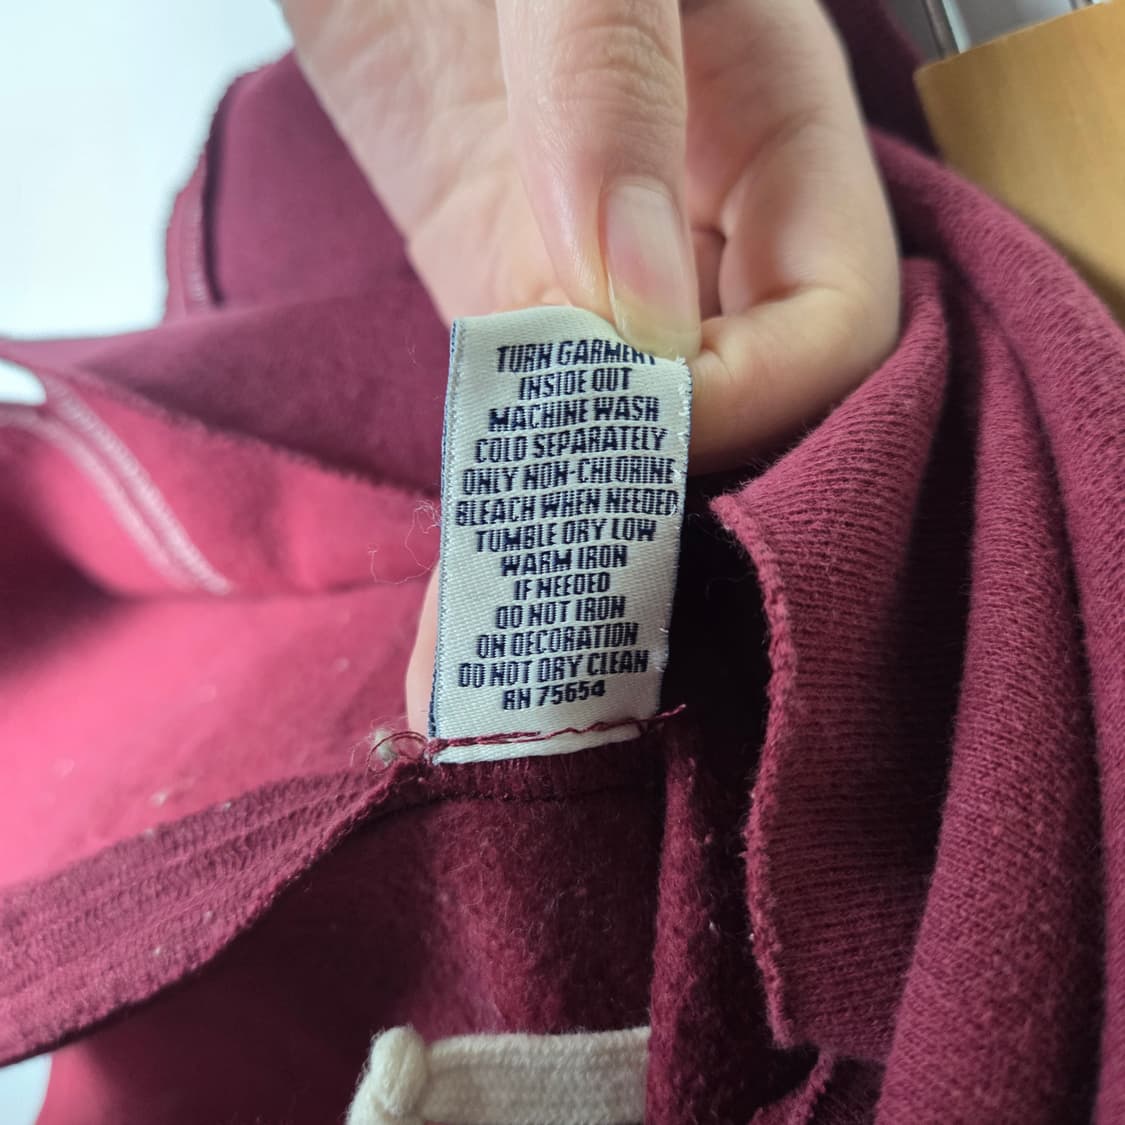 TURN GARMENT
INSIDE OUT
MACHINE WASH
COLD SEPARATELY
ONLY NON-CHLORINE
BLEACH WHEN NEEDED
TUMBLE DRY LOW
WARM IRON
IF NEEDED
DO NOT IRON
ON DECORATION
DO NOT DRY CLEAN
RN 75654